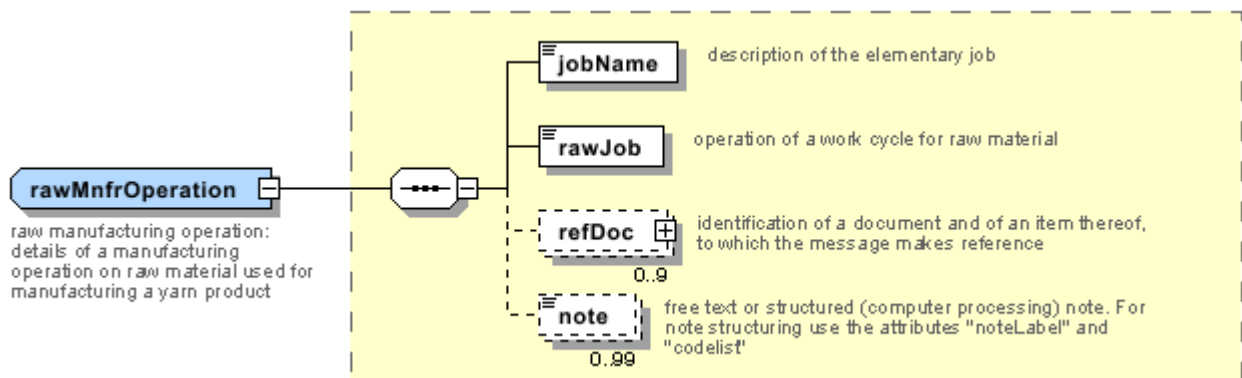 jobName
description of the elementary job
rawJob
operation of a work cycle for raw material
rawMnfrOperation
raw manufacturing operation:
details of a manufacturing
operation on raw material used for
manufacturing a yarn product
refDoc
identification of a document and of an item thereof,
to which the message makes reference
0..9
note
free text or structured (computer processing) note. For
note structuring use the attributes "noteLabel" and
"codelist"
0..99